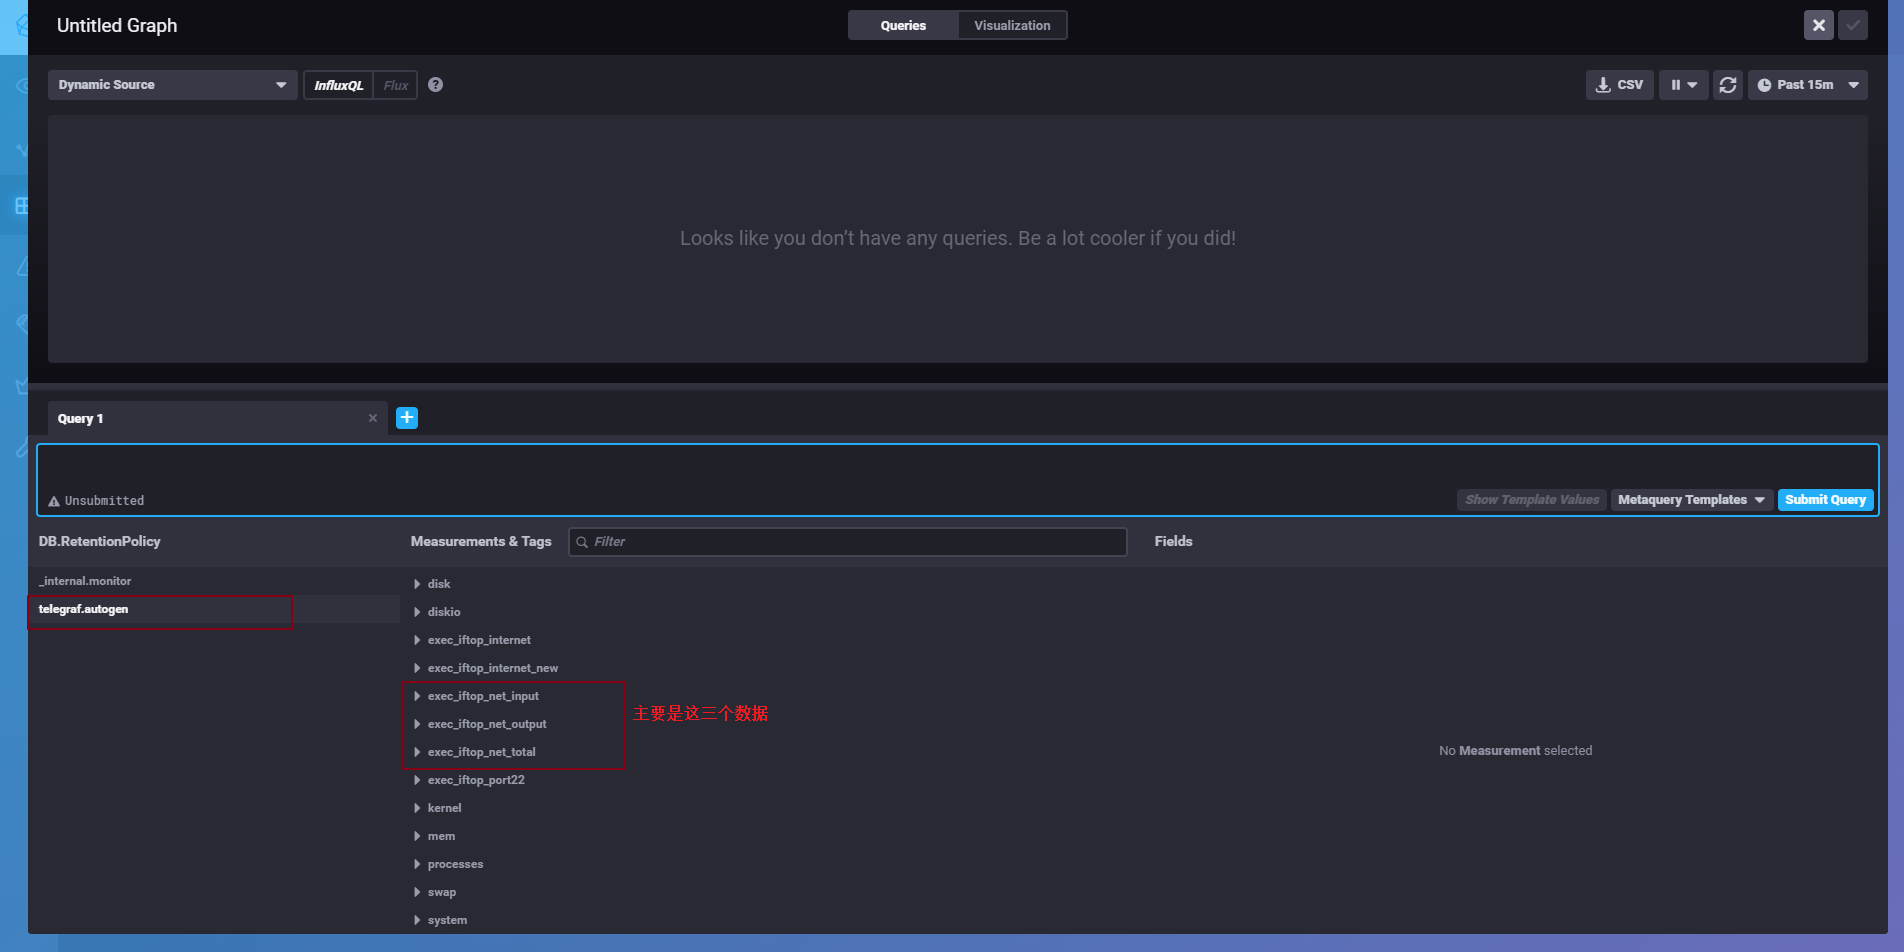 Untitled Graph
Queries
Visualization
Dynamic Source
InfluxQL
Flux
?
CSV
Past 15m
Looks like you don't have any queries. Be a lot cooler if you did!
Query 1
Unsubmitted
Show Template Values
Metaquery Templates
Submit Query
DB.RetentionPolicy
Measurements & Tags
Filter
Fields
_internal.monitor
telegraf.autogen
disk
diskio
exec_iftop_internet
exec_iftop_internet_new
exec_iftop_net_input
exec_iftop_net_output
主要是这三个数据
exec_iftop_net_total
No Measurement selected
exec_iftop_port22
kernel
mem
processes
swap
system